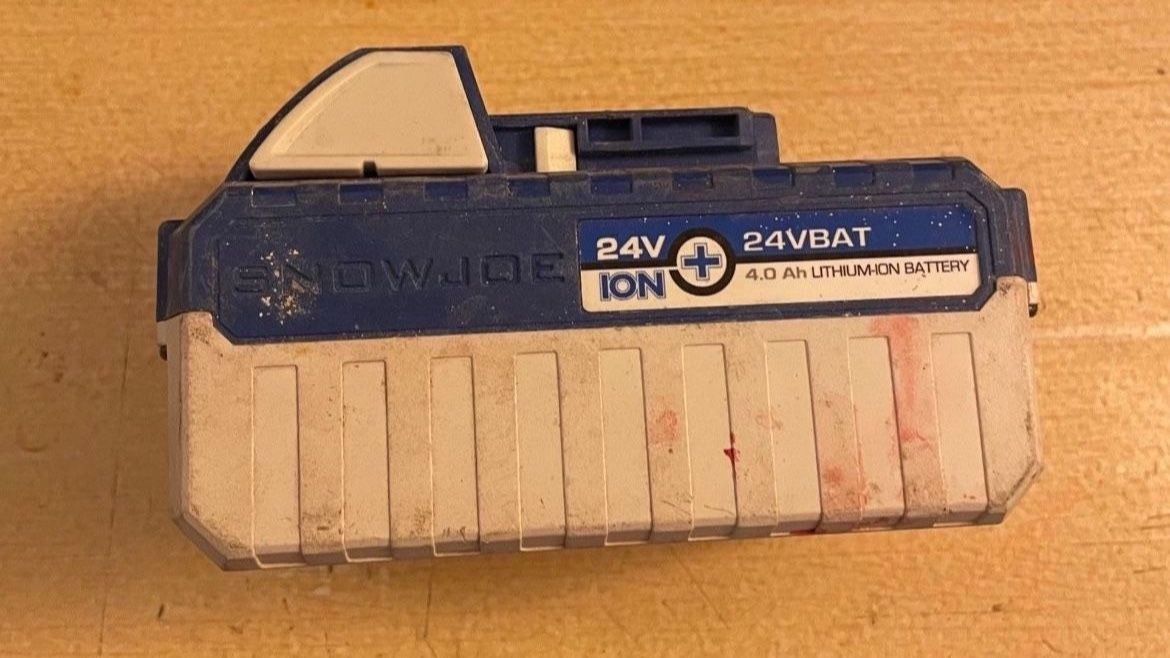 SNOWJOE
24V
ION
24VBAT
4.0 Ah LITHIUM-ION BATTERY